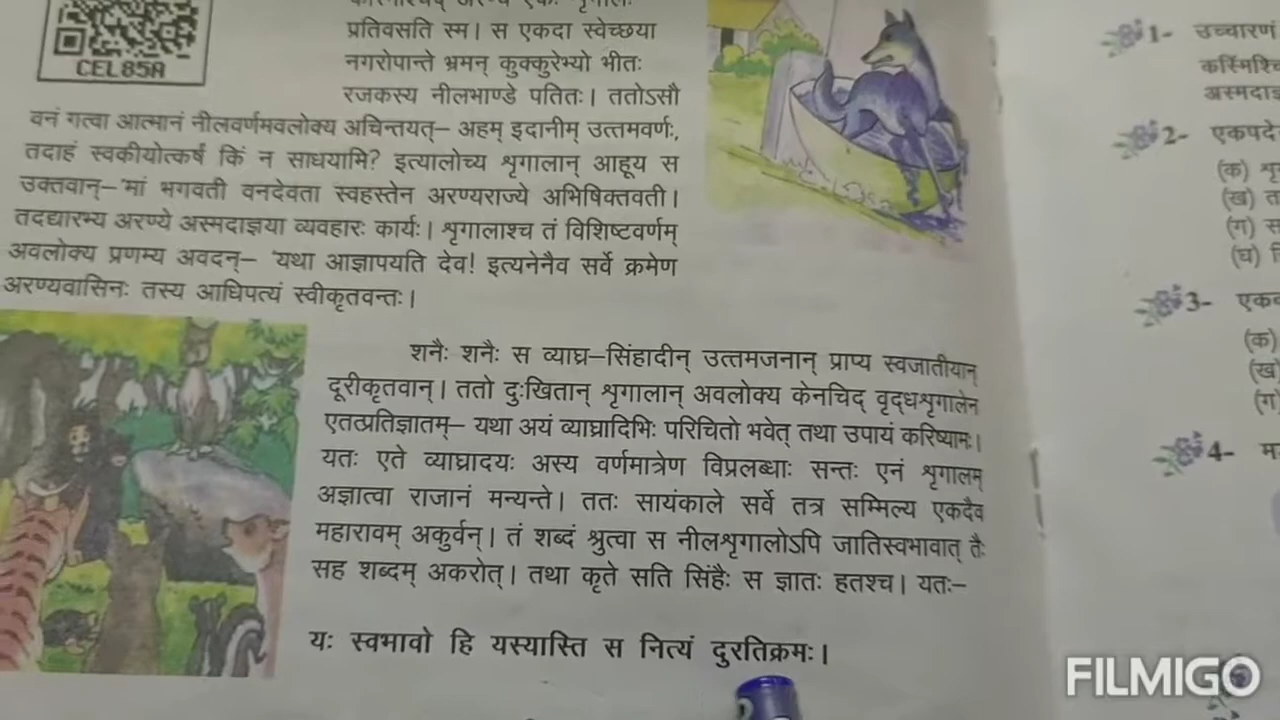 CEL85A
प्रतिवसति स्म। स एकदा स्वेच्छया
नगरोपान्ते भ्रमन् कुक्कुरेभ्यो भीतः
रजकस्य नीलभाण्डे पतितः। ततोऽसौ
वनं गत्वा आत्मानं नीलवर्णमवलोक्य अचिन्तयत्– अहम् इदानीम् उत्तमवर्णः,
तदाहं स्वकीयोत्कर्षं किं न साधयामि? इत्यालोच्य शृगालान् आहूय स
उक्तवान्–'मां भगवती वनदेवता स्वहस्तेन अरण्यराज्ये अभिषिक्तवती।
तदद्यारभ्य अरण्ये अस्मदाज्ञया व्यवहारः कार्यः। शृगालाश्च तं विशिष्टवर्णम्
अवलोक्य प्रणम्य अवदन्– 'यथा आज्ञापयति देव! इत्यनेनैव सर्वे क्रमेण
अरण्यवासिनः तस्य आधिपत्यं स्वीकृतवन्तः।
शनैः शनैः स व्याघ्र–सिंहादीन् उत्तमजनान् प्राप्य स्वजातीयान्
दूरीकृतवान्। ततो दुःखितान् शृगालान् अवलोक्य केनचिद् वृद्धशृगालेन
एतत्प्रतिज्ञातम्– यथा अयं व्याघ्रादिभिः परिचितो भवेत् तथा उपायं करिष्यामः।
यतः एते व्याघ्रादयः अस्य वर्णमात्रेण विप्रलब्धाः सन्तः एनं शृगालम्
अज्ञात्वा राजानं मन्यन्ते। ततः सायंकाले सर्वे तत्र सम्मिल्य एकदैव
महारावम् अकुर्वन्। तं शब्दं श्रुत्वा स नीलशृगालोऽपि जातिस्वभावात् तैः
सह शब्दम् अकरोत्। तथा कृते सति सिंहैः स ज्ञातः हतश्च। यतः–
यः स्वभावो हि यस्यास्ति स नित्यं दुरतिक्रमः।
1- उच्चारणं
अस्मदाज्ञ
2- एकपदे
(क)
(ख)
(ग)
(घ)
3-
(क)
(ख
(ग
4-
FILMIGO